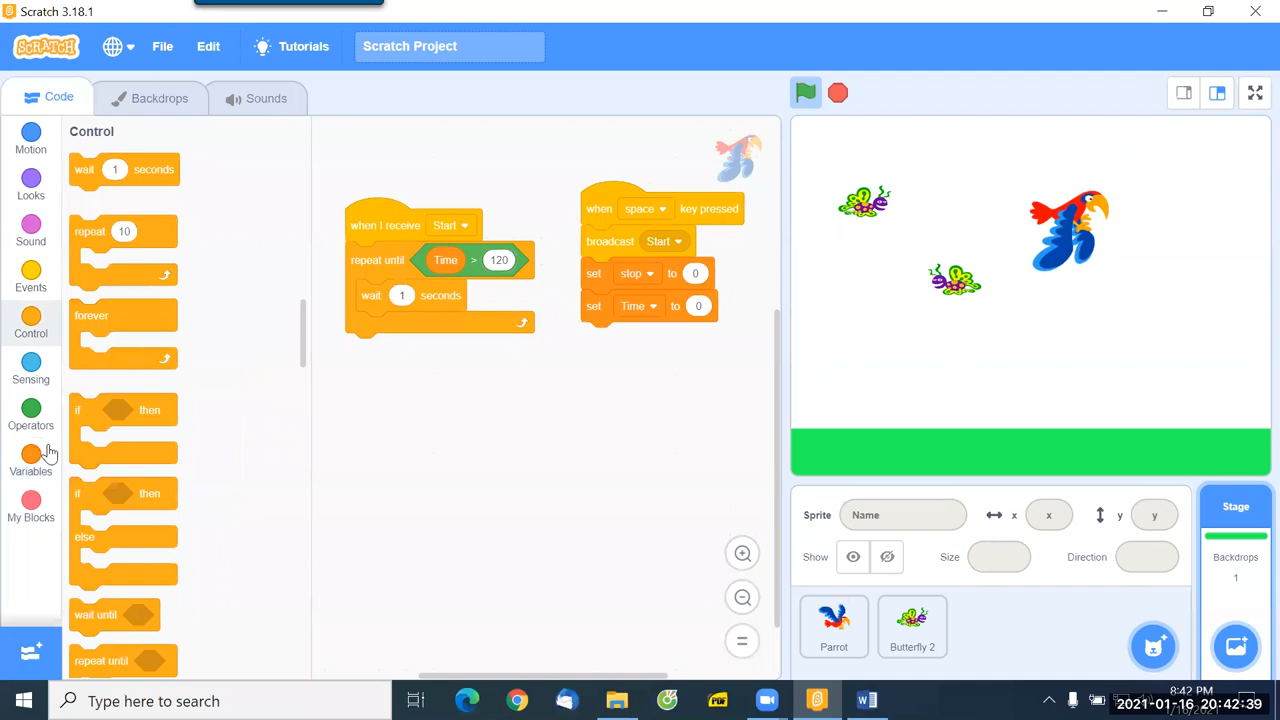 Scratch 3.18.1
SCRATCH
File
Edit
Tutorials
Scratch Project
Code
Backdrops
Sounds
Motion
Looks
Sound
Events
Control
Sensing
Operators
Variables
My Blocks
Control
wait 1 seconds
repeat 10
forever
if then
if then
else
wait until
repeat until
when I receive Start
repeat until Time > 120
wait 1 seconds
when space key pressed
broadcast Start
set stop to 0
set Time to 0
Sprite Name x x y y
Show Size Direction
Parrot
Butterfly 2
Stage
Backdrops
1
Type here to search
PDF
8:42 PM
2021-01-16 20:42:39